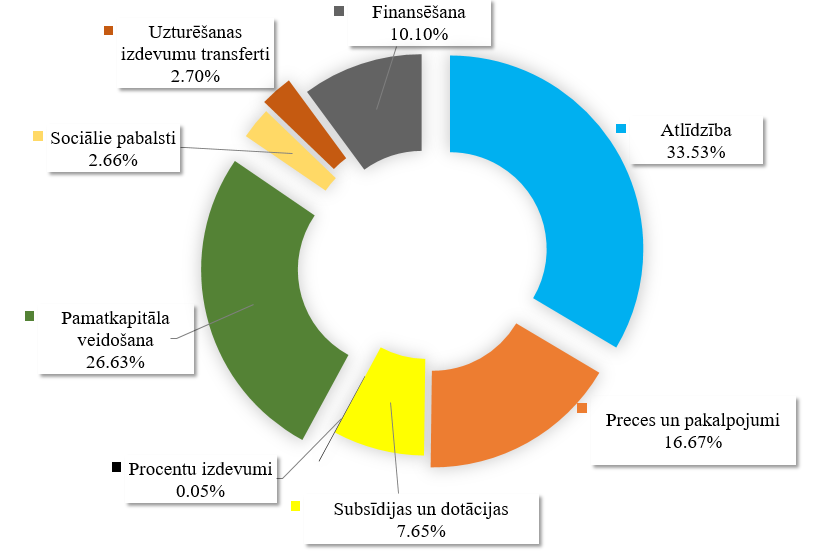 Finansēšana
10.10%
Uzturēšanas
izdevumu transferti
2.70%
Atlīdzība
33.53%
Sociālie pabalsti
2.66%
Pamatkapitāla
veidošana
26.63%
Preces un pakalpojumi
16.67%
Procentu izdevumi
0.05%
Subsīdijas un dotācijas
7.65%